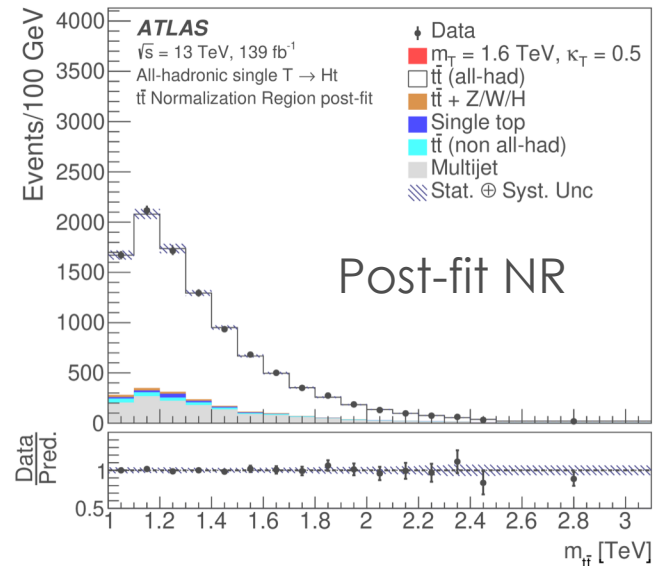 ATLAS
√s = 13 TeV, 139 fb⁻¹
All-hadronic single T → Ht
tt̄ Normalization Region post-fit
Data
m_T = 1.6 TeV, κ_T = 0.5
tt̄ (all-had)
tt̄ + Z/W/H
Single top
tt̄ (non all-had)
Multijet
Stat. ⊕ Syst. Unc
Post-fit NR
Events/100 GeV
4000
3500
3000
2500
2000
1500
1000
500
0
Data
Pred.
1
0.5
1 1.2 1.4 1.6 1.8 2 2.2 2.4 2.6 2.8 3
m_tt̄ [TeV]